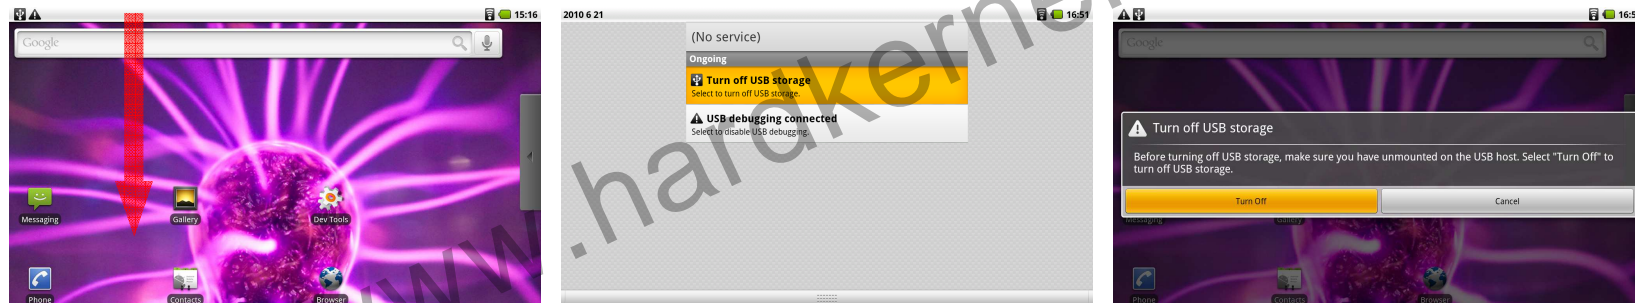 15:16
Google
Messaging
Gallery
Dev Tools
Phone
Contacts
Browser
2010 6 21
16:51
(No service)
Ongoing
Turn off USB storage
Select to turn off USB storage.
USB debugging connected
Select to disable USB debugging.
Google
Turn off USB storage
Before turning off USB storage, make sure you have unmounted on the USB host. Select "Turn Off" to
turn off USB storage.
Turn Off
Cancel
Messaging
Gallery
Phone
Contacts
Browser
www.hardkerne